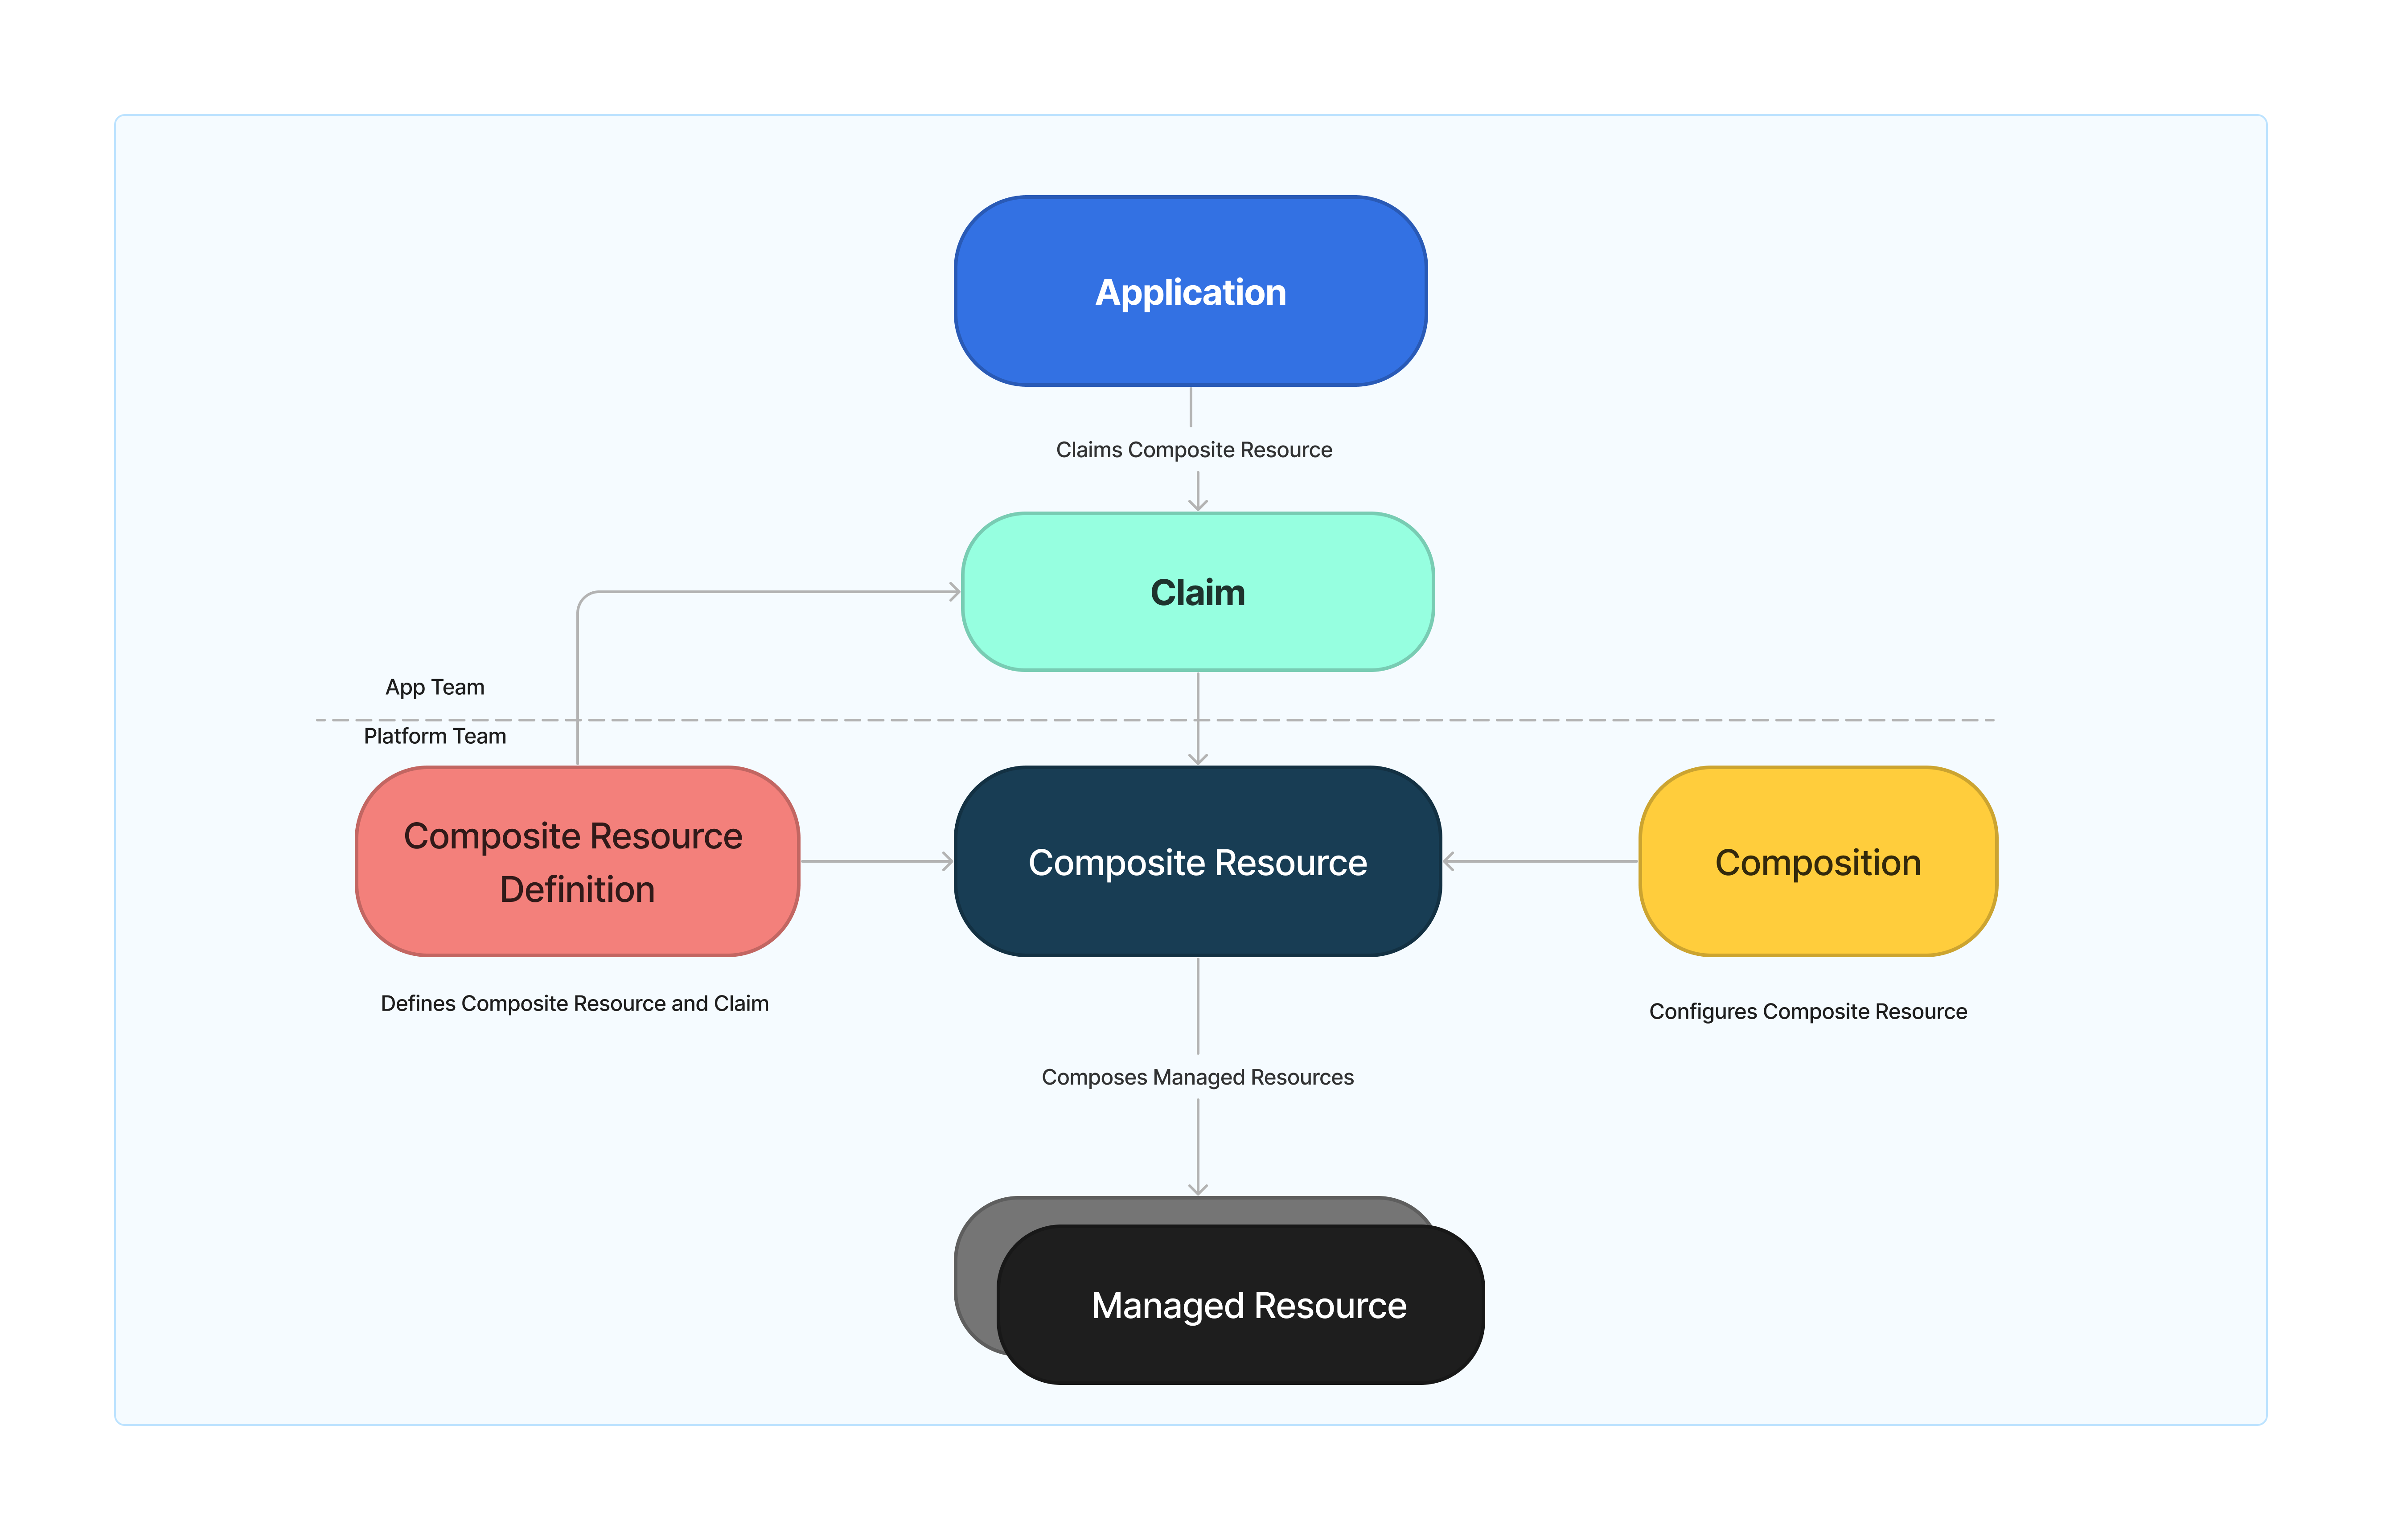 Application
Claims Composite Resource
Claim
App Team
Platform Team
Composite Resource
Definition
Composite Resource
Composition
Defines Composite Resource and Claim
Configures Composite Resource
Composes Managed Resources
Managed Resource